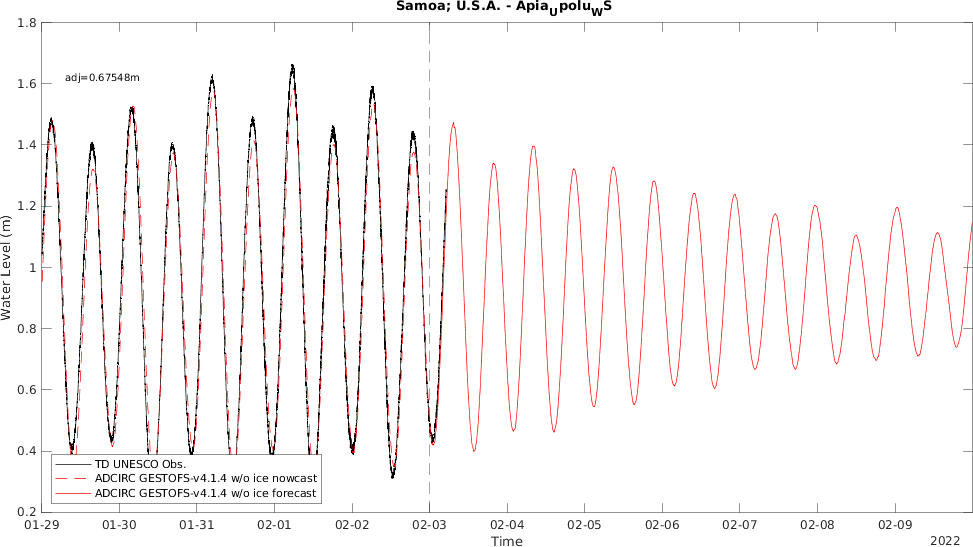 Samoa; U.S.A. - Apia_Upolu_WS
adj=0.67548m
Water Level (m)
1.8
1.6
1.4
1.2
1
0.8
0.6
0.4
0.2
TD UNESCO Obs.
ADCIRC GESTOFS-v4.1.4 w/o ice nowcast
ADCIRC GESTOFS-v4.1.4 w/o ice forecast
01-29 01-30 01-31 02-01 02-02 02-03 02-04 02-05 02-06 02-07 02-08 02-09
Time
2022